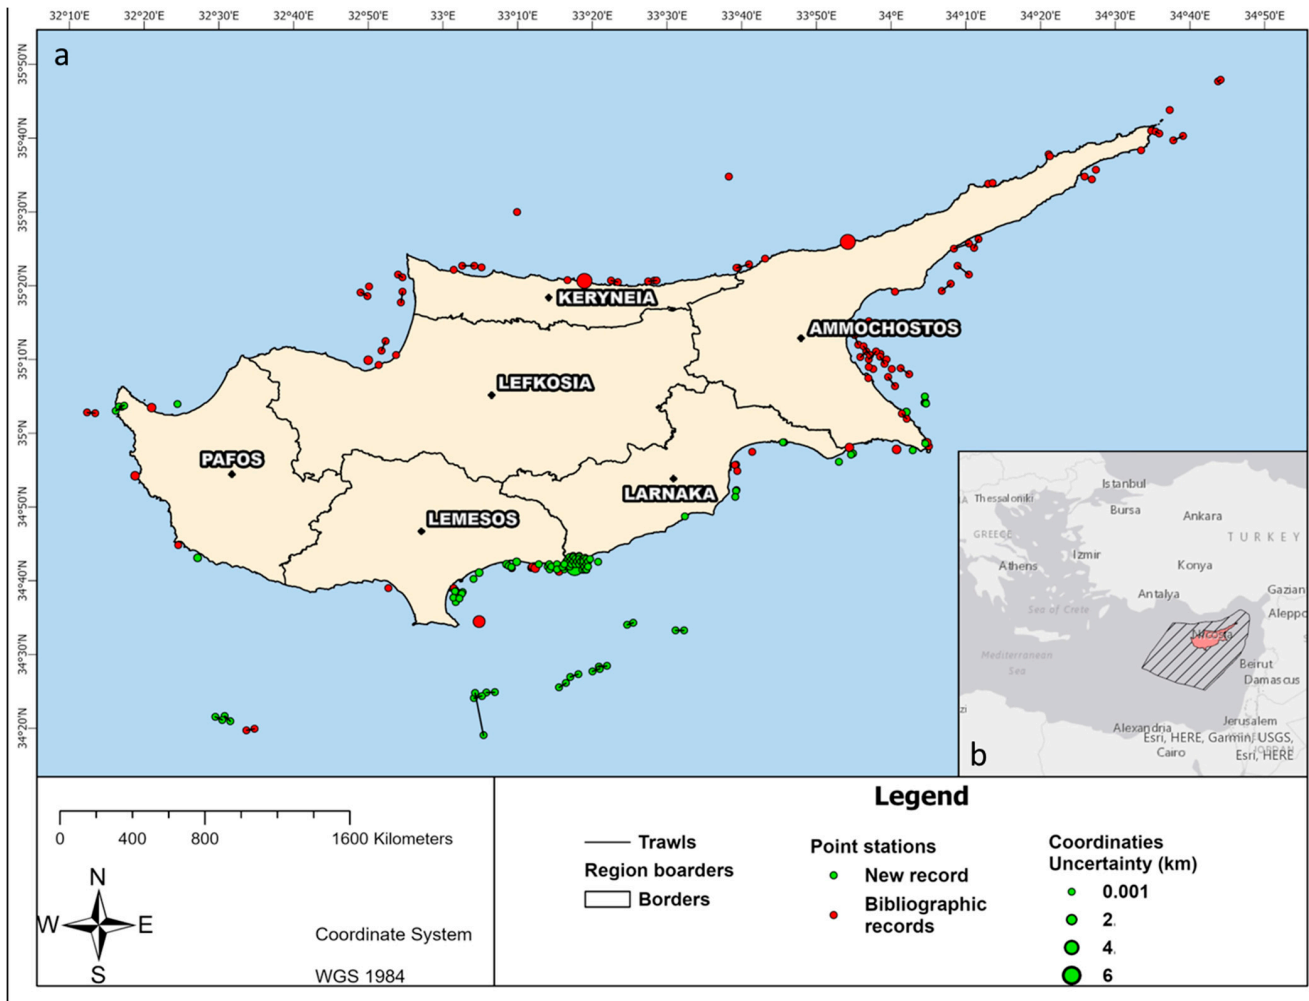 32°10'E 32°20'E 32°30'E 32°40'E 32°50'E 33°E 33°10'E 33°20'E 33°30'E 33°40'E 33°50'E 34°E 34°10'E 34°20'E 34°30'E 34°40'E 34°50'E
a
35°50'N
35°40'N
35°30'N
35°20'N
35°10'N
35°N
34°50'N
34°40'N
34°30'N
34°20'N
KERYNEIA
AMMOCHOSTOS
LEFKOSIA
PAFOS
LARNAKA
LEMESOS
Istanbul
Thessaloniki
Bursa
Ankara
GREECE
TURKEY
Izmir
Athens
Konya
Antalya
Gazian
Aleppo
Sea of Crete
Nicosia
Mediterranean
Sea
Beirut
Damascus
zi
Alexandria
Jerusalem
Esri, HERE, Garmin, USGS,
Cairo
JORDAN
Esri, HERE
b
0 400 800 1600 Kilometers
N
W E
S
Coordinate System
WGS 1984
Legend
Trawls
Region boarders
Borders
Point stations
New record
Bibliographic
records
Coordinaties
Uncertainty (km)
0.001
2
4
6